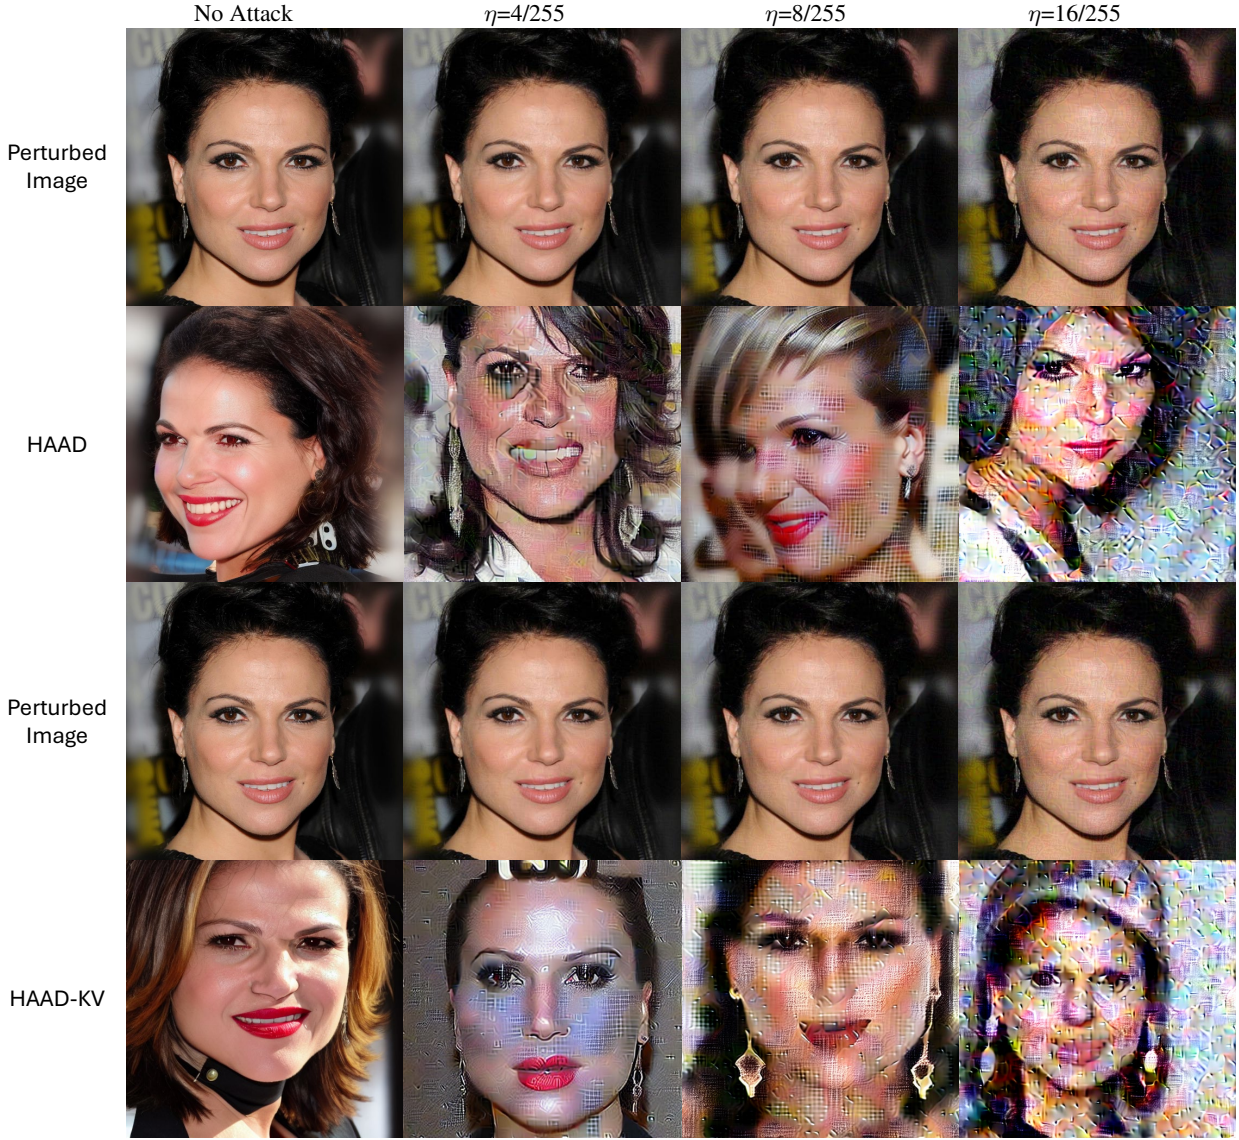 No Attack
η=4/255
η=8/255
η=16/255
Perturbed
Image
HAAD
Perturbed
Image
HAAD-KV